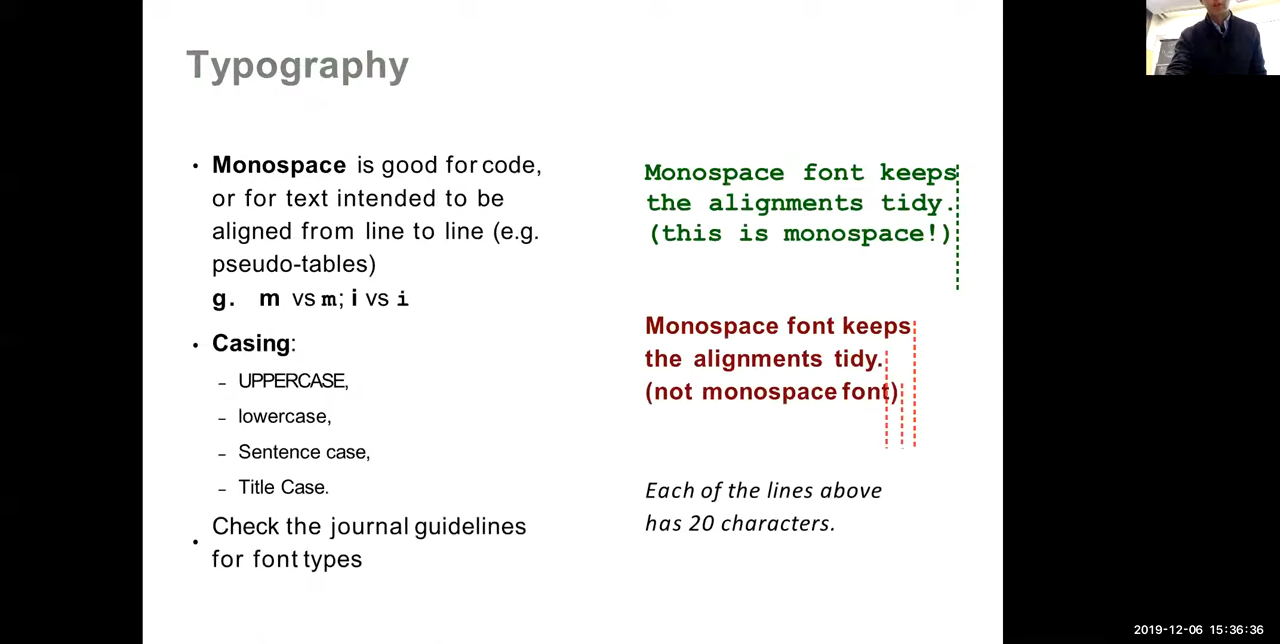 Typography
• Monospace is good for code,
or for text intended to be
aligned from line to line (e.g.
pseudo-tables)
g. m vs m; i vs i
• Casing:
– UPPERCASE,
– lowercase,
– Sentence case,
– Title Case.
• Check the journal guidelines
for font types
Monospace font keeps
the alignments tidy.
(this is monospace!)
Monospace font keeps
the alignments tidy.
(not monospace font)
Each of the lines above
has 20 characters.
2019-12-06 15:36:36